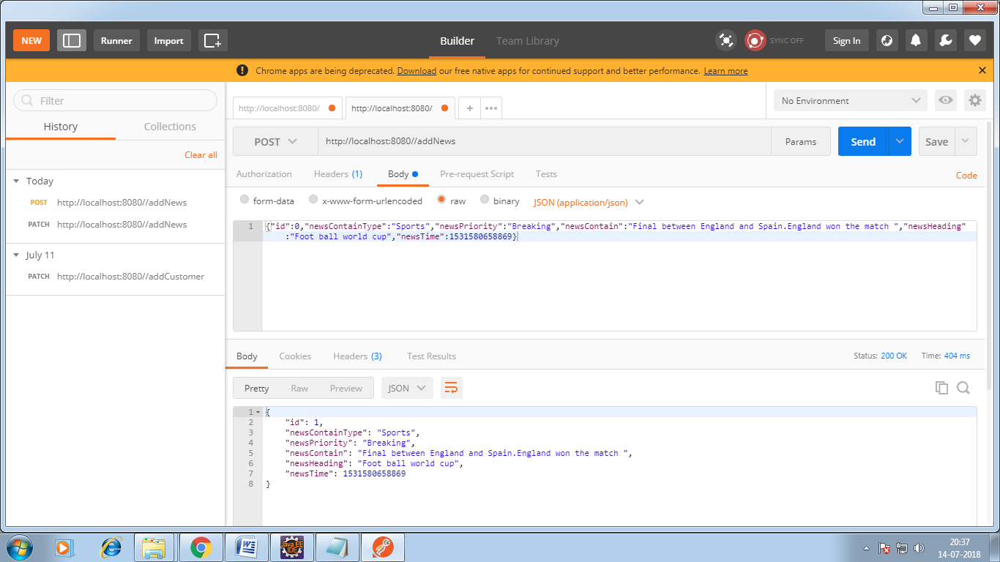 NEW Runner Import Builder Team Library SYNC OFF Sign In
Chrome apps are being deprecated. Download our free native apps for continued support and better performance. Learn more
Filter
History Collections
Clear all
Today
POST http://localhost:8080//addNews
PATCH http://localhost:8080//addNews
July 11
PATCH http://localhost:8080//addCustomer
http://localhost:8080/ http://localhost:8080/ + •••
No Environment
POST http://localhost:8080//addNews Params Send Save
Authorization Headers (1) Body Pre-request Script Tests Code
form-data x-www-form-urlencoded raw binary JSON (application/json)
1 {"id":0,"newsContainType":"Sports","newsPriority":"Breaking","newsContain":"Final between England and Spain.England won the match ","newsHeading"
:"Foot ball world cup","newsTime":1531580658869}
Body Cookies Headers (3) Test Results Status: 200 OK Time: 404 ms
Pretty Raw Preview JSON
1 {
2 "id": 1,
3 "newsContainType": "Sports",
4 "newsPriority": "Breaking",
5 "newsContain": "Final between England and Spain.England won the match ",
6 "newsHeading": "Foot ball world cup",
7 "newsTime": 1531580658869
8 }
Java EE
IDE
20:37
14-07-2018